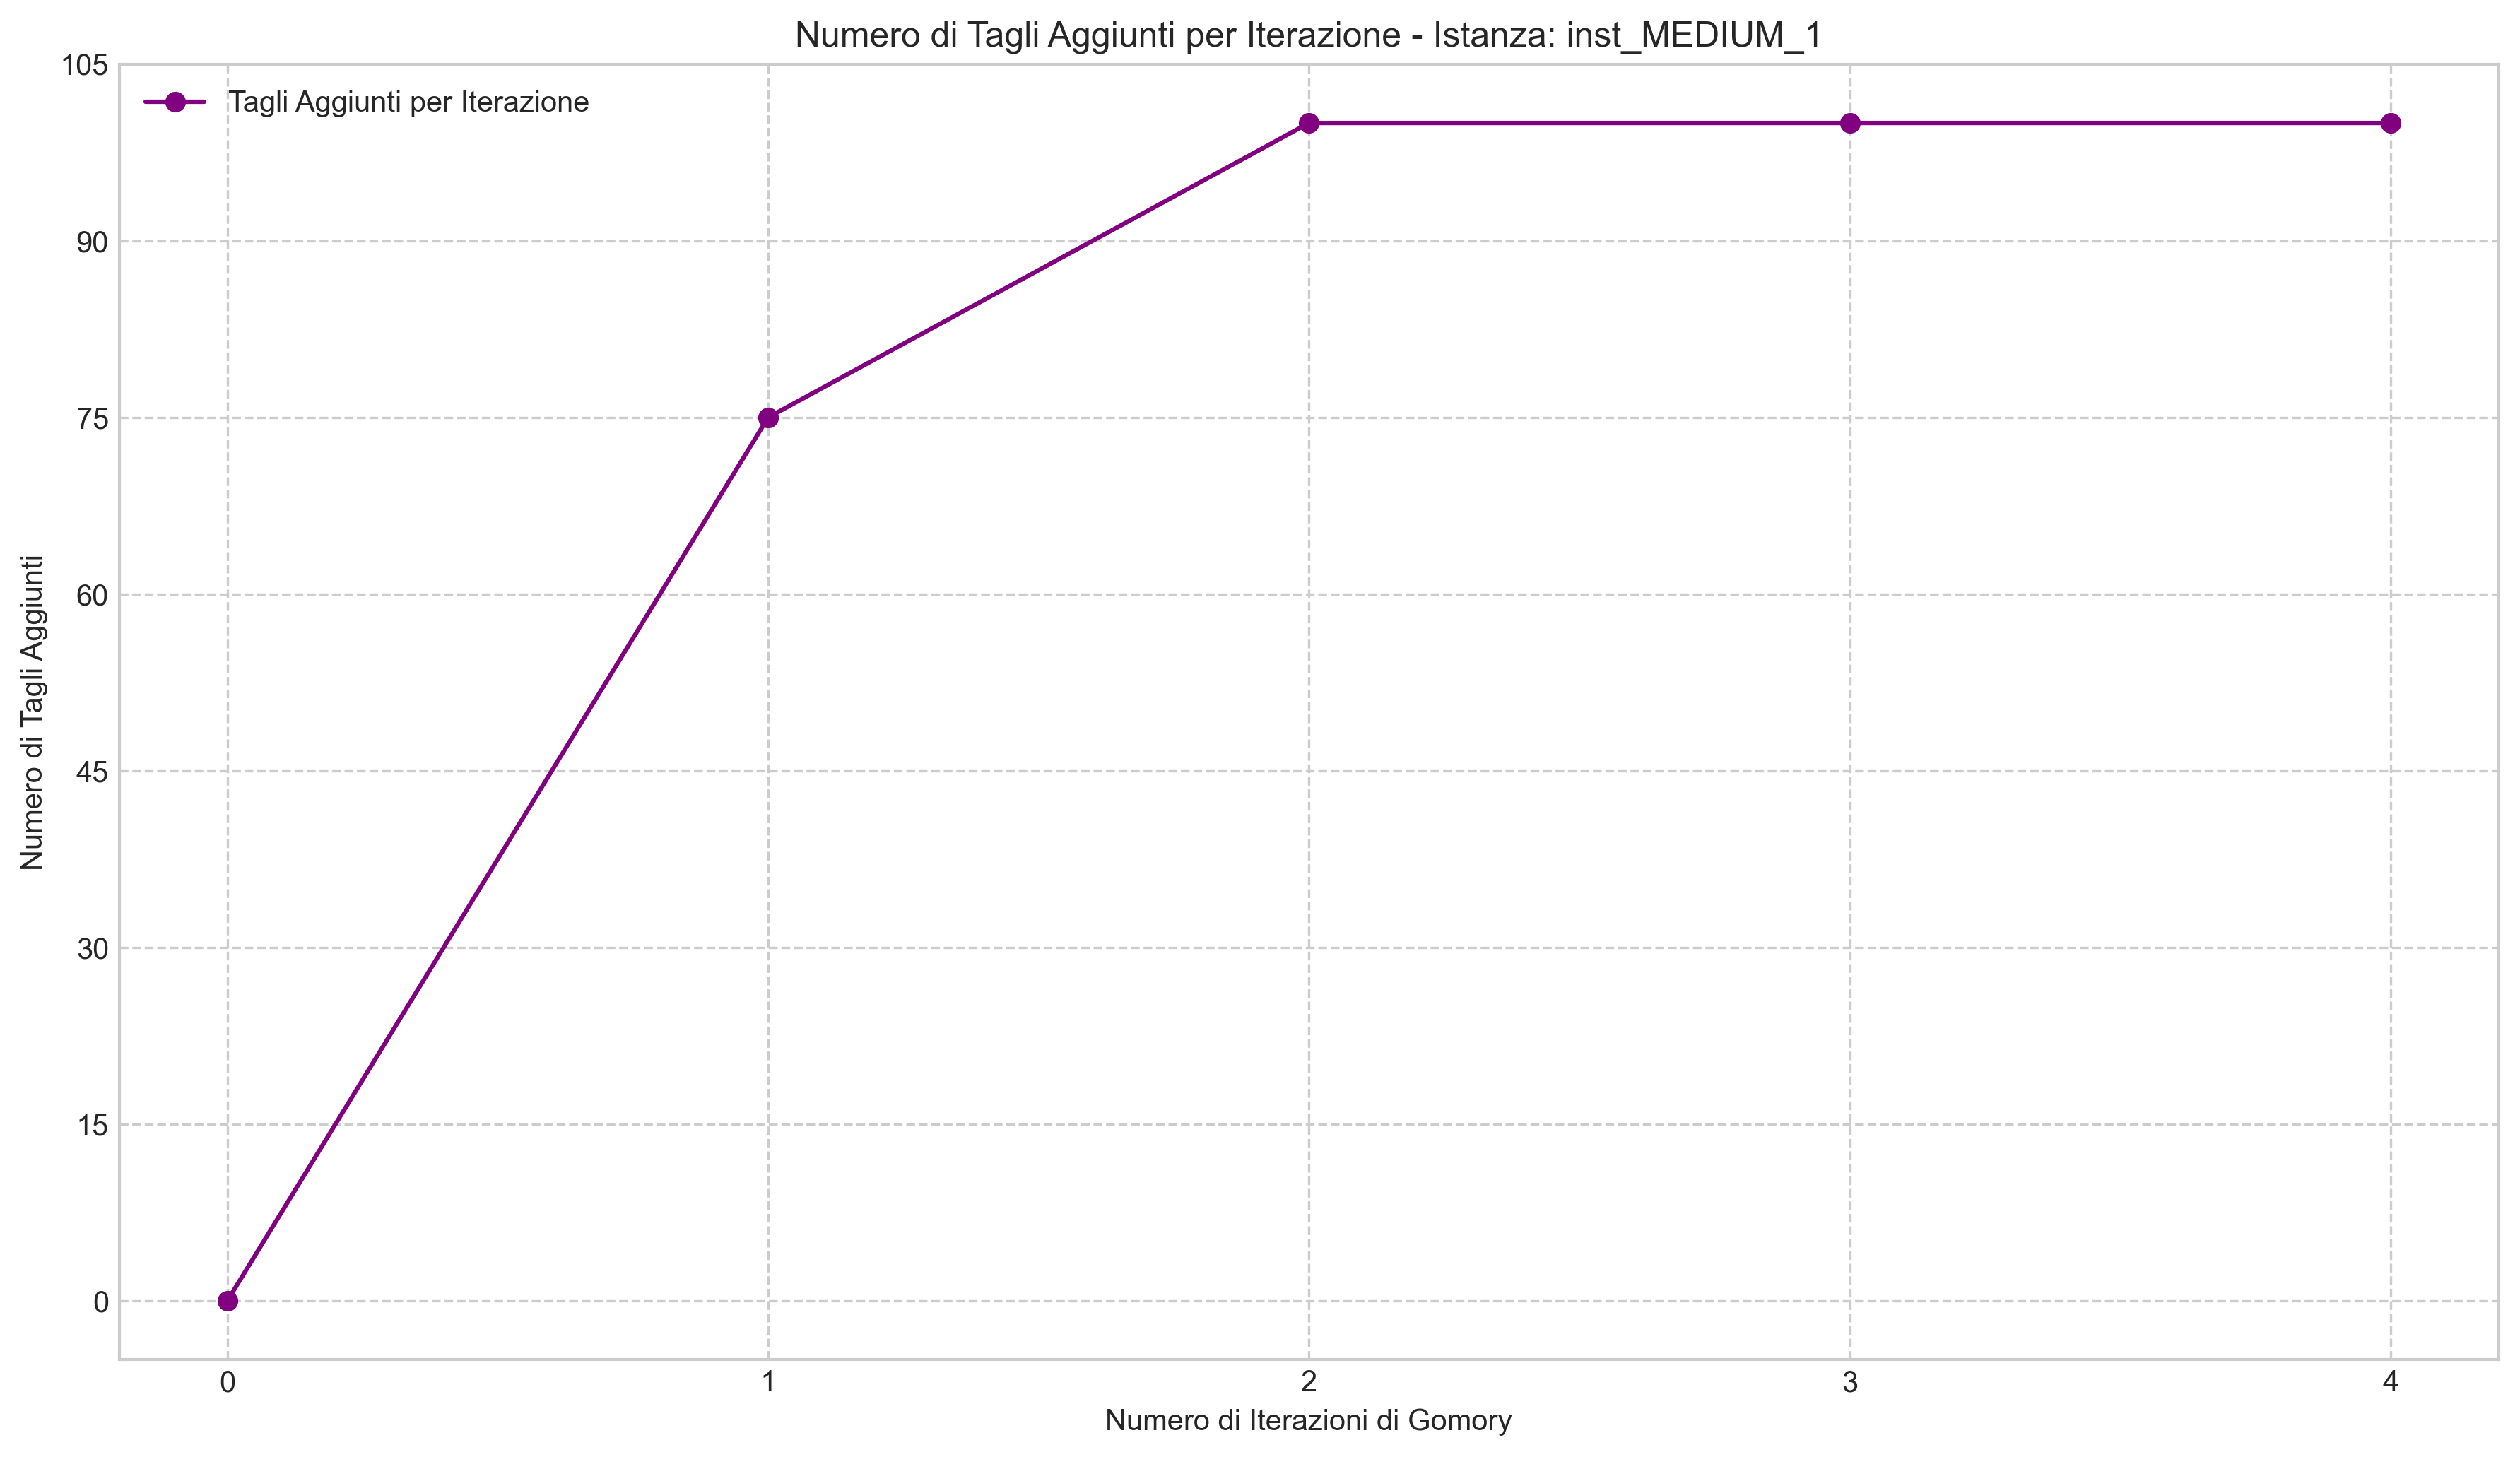 Numero di Tagli Aggiunti per Iterazione - Istanza: inst_MEDIUM_1
Tagli Aggiunti per Iterazione
Numero di Tagli Aggiunti
105
90
75
60
45
30
15
0
0 1 2 3 4
Numero di Iterazioni di Gomory